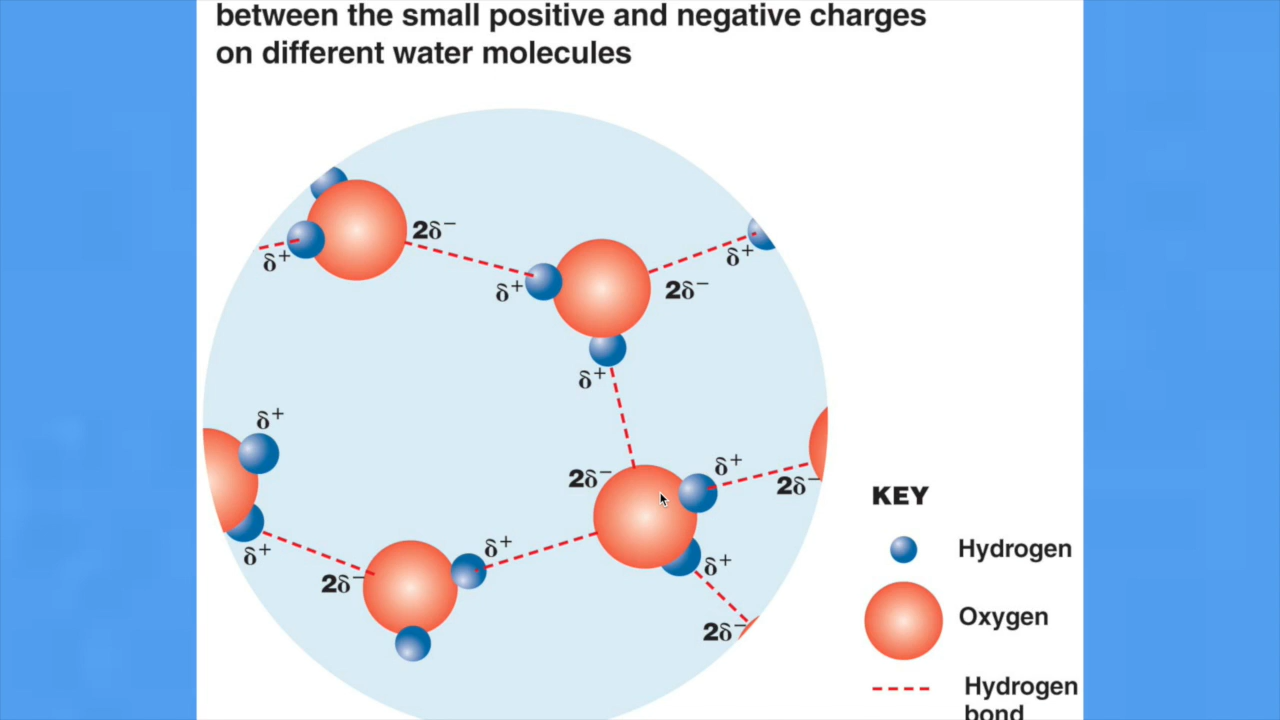 between the small positive and negative charges
on different water molecules
2δ−
δ+
δ+
2δ−
δ+
δ+
δ+
2δ−
δ+
2δ−
δ+
δ+
2δ−
δ+
2δ−
KEY
Hydrogen
Oxygen
Hydrogen
bond